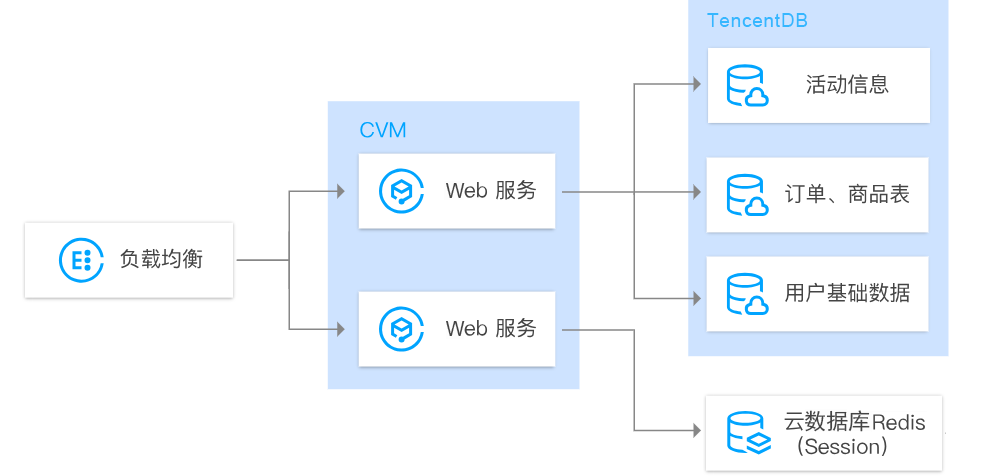 TencentDB
活动信息
CVM
Web 服务
订单、商品表
负载均衡
用户基础数据
Web 服务
云数据库Redis
（Session）